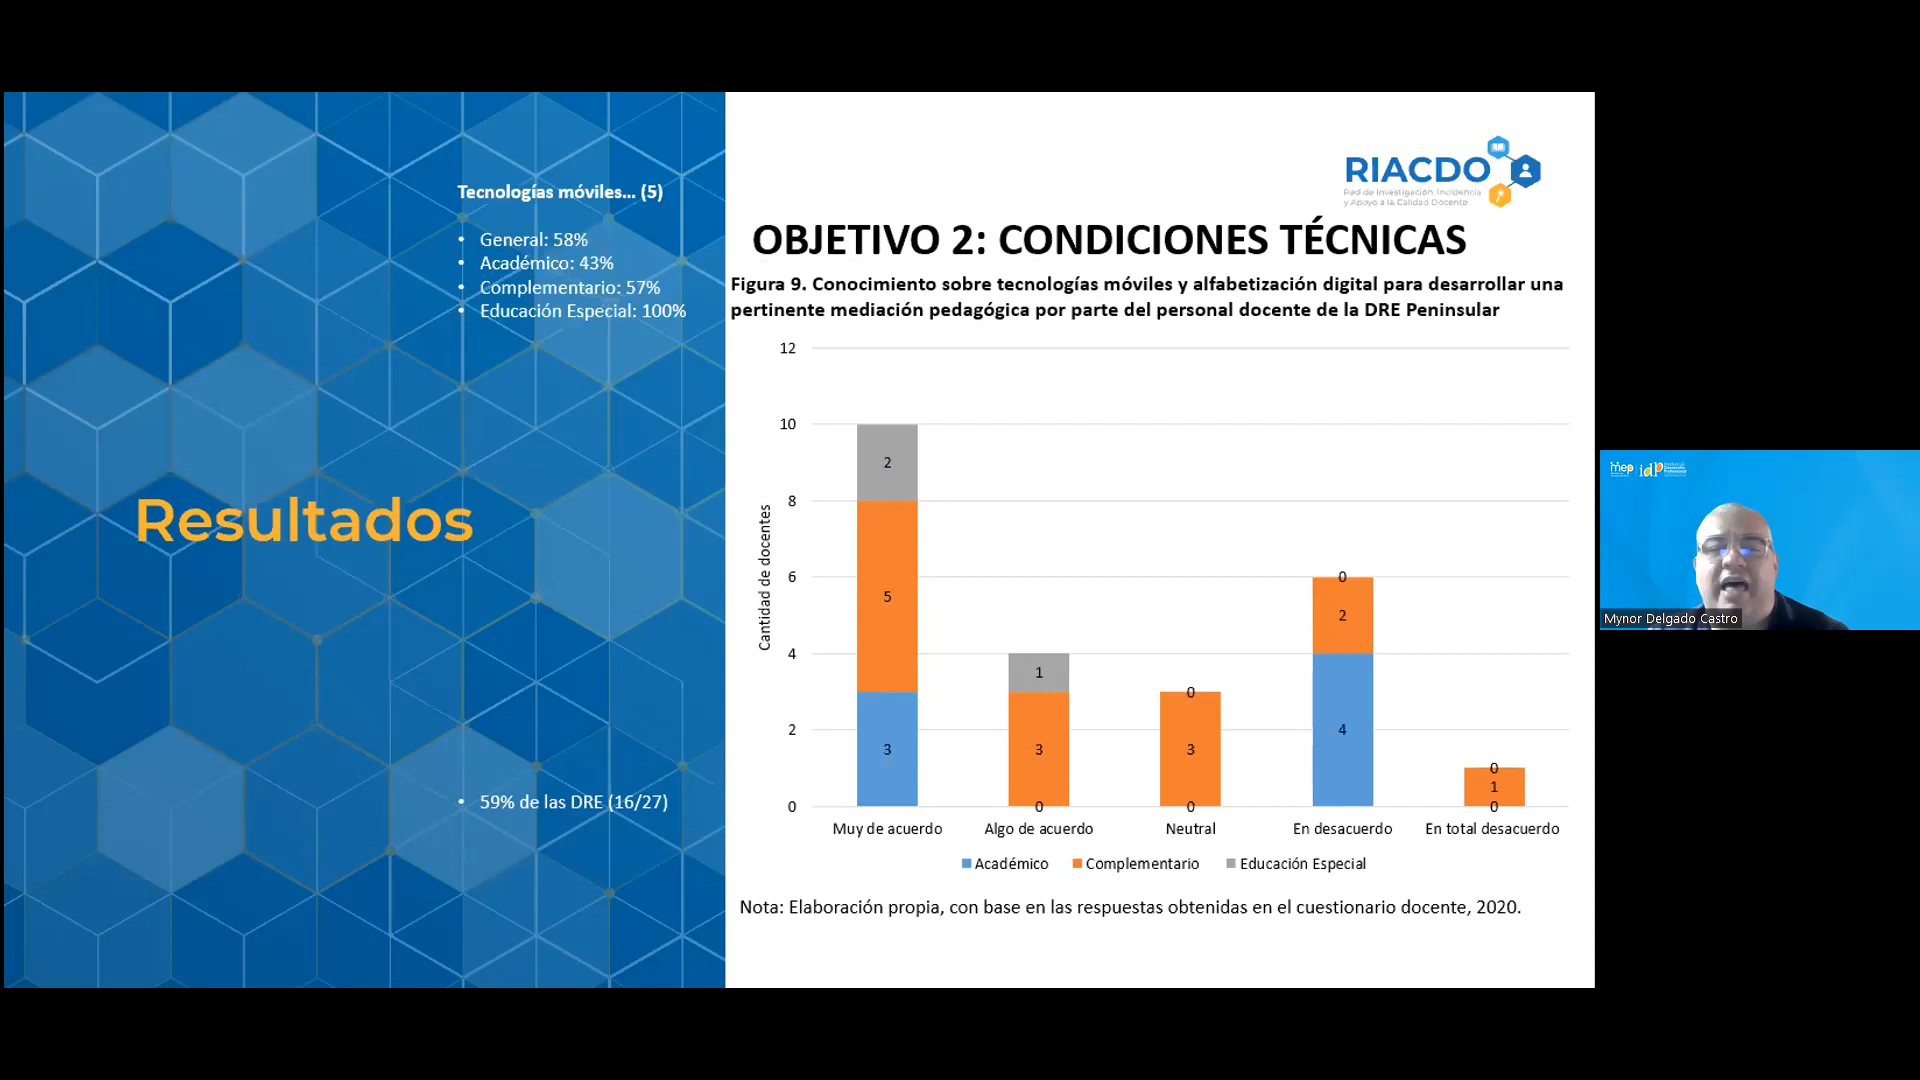 Tecnologías móviles... (5)
• General: 58%
• Académico: 43%
• Complementario: 57%
• Educación Especial: 100%
Resultados
• 59% de las DRE (16/27)
RIACDO
Red de Investigación, Incidencia
y Apoyo a la Calidad Docente
OBJETIVO 2: CONDICIONES TÉCNICAS
Figura 9. Conocimiento sobre tecnologías móviles y alfabetización digital para desarrollar una
pertinente mediación pedagógica por parte del personal docente de la DRE Peninsular
Cantidad de docentes
12
10
8
6
4
2
0
2
5
3
1
3
0
0
3
0
0
2
4
0
1
0
Muy de acuerdo
Algo de acuerdo
Neutral
En desacuerdo
En total desacuerdo
Académico
Complementario
Educación Especial
Nota: Elaboración propia, con base en las respuestas obtenidas en el cuestionario docente, 2020.
mep
idp
Mynor Delgado Castro